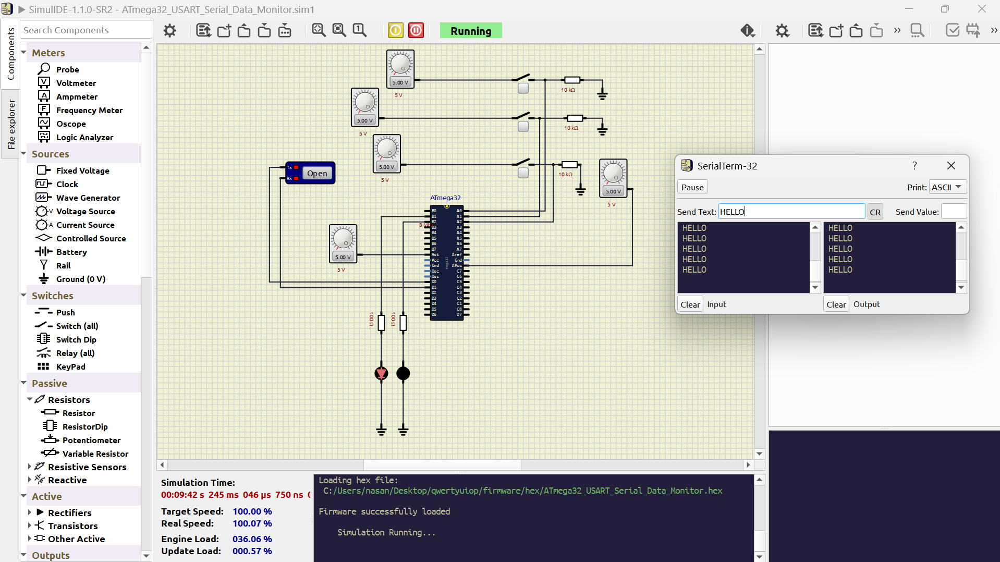 SimulIDE-1.1.0-SR2 - ATmega32_USART_Serial_Data_Monitor.sim1
Components
File explorer
Search Components
Running
Meters
Probe
Voltmeter
Ampmeter
Frequency Meter
Oscope
Logic Analyzer
Sources
Fixed Voltage
Clock
Wave Generator
Voltage Source
Current Source
Controlled Source
Battery
Rail
Ground (0 V)
Switches
Push
Switch (all)
Switch Dip
Relay (all)
KeyPad
Passive
Resistors
Resistor
ResistorDip
Potentiometer
Variable Resistor
Resistive Sensors
Reactive
Active
Rectifiers
Transistors
Other Active
Outputs
5.00 V
5 V
10 kΩ
5.00 V
5 V
10 kΩ
5.00 V
5 V
10 kΩ
5.00 V
5 V
Tx
Rx
Open
ATmega32
8 M
B0
B1
B2
B3
B4
B5
B6
B7
Rst
Vcc
Gnd
Osc
Osc
D0
D1
D2
D3
D4
D5
D6
A0
A1
A2
A3
A4
A5
A6
A7
Aref
Gnd
AVcc
C7
C6
C5
C4
C3
C2
C1
C0
D7
mega32
5.00 V
5 V
100 Ω
100 Ω
SerialTerm-32
?
Pause
Print: ASCII
Send Text: HELLO
CR
Send Value:
HELLO
HELLO
HELLO
HELLO
HELLO
HELLO
HELLO
HELLO
HELLO
HELLO
Clear Input
Clear Output
Simulation Time:
00:09:42 s 245 ms 046 µs 750 ns
Target Speed: 100.00 %
Real Speed: 100.07 %
Engine Load: 036.06 %
Update Load: 000.57 %
Loading hex file:
C:/Users/nasan/Desktop/qwertyuiop/firmware/hex/ATmega32_USART_Serial_Data_Monitor.hex
Firmware successfully loaded
Simulation Running...